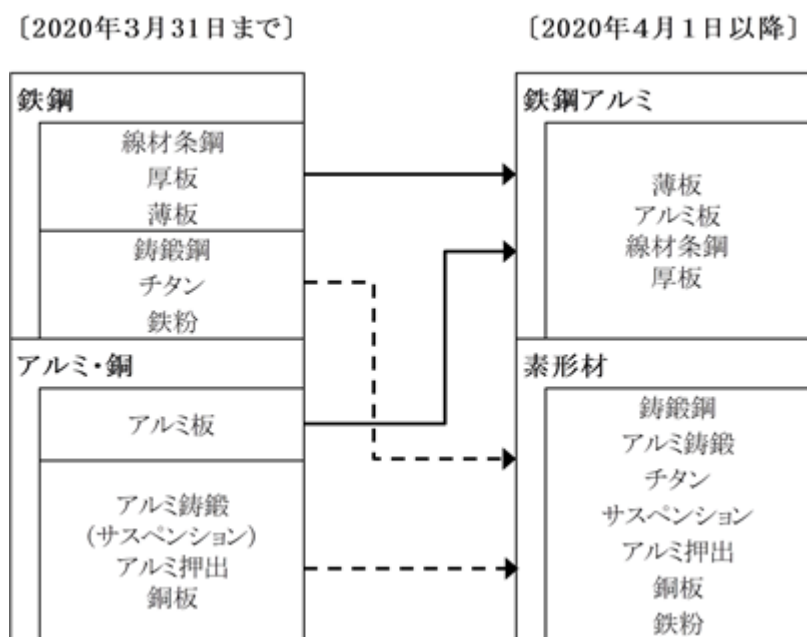 〔2020年3月31日まで〕
鉄鋼
線材条鋼
厚板
薄板
鋳鍛鋼
チタン
鉄粉
アルミ・銅
アルミ板
アルミ鋳鍛
(サスペンション)
アルミ押出
銅板
〔2020年4月1日以降〕
鉄鋼アルミ
薄板
アルミ板
線材条鋼
厚板
素形材
鋳鍛鋼
アルミ鋳鍛
チタン
サスペンション
アルミ押出
銅板
鉄粉